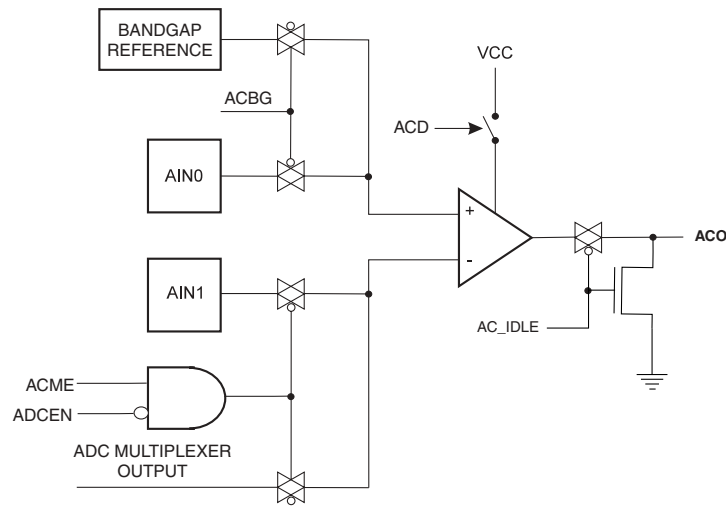 BANDGAP
REFERENCE
VCC
ACBG
ACD
AIN0
+
ACO
-
AIN1
AC_IDLE
ACME
ADCEN
ADC MULTIPLEXER
OUTPUT